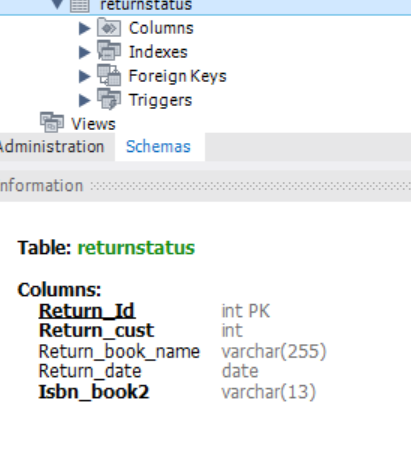 returnstatus
Columns
Indexes
Foreign Keys
Triggers
Views
Administration Schemas
nformation
Table: returnstatus
Columns:
Return_Id int PK
Return_cust int
Return_book_name varchar(255)
Return_date date
Isbn_book2 varchar(13)